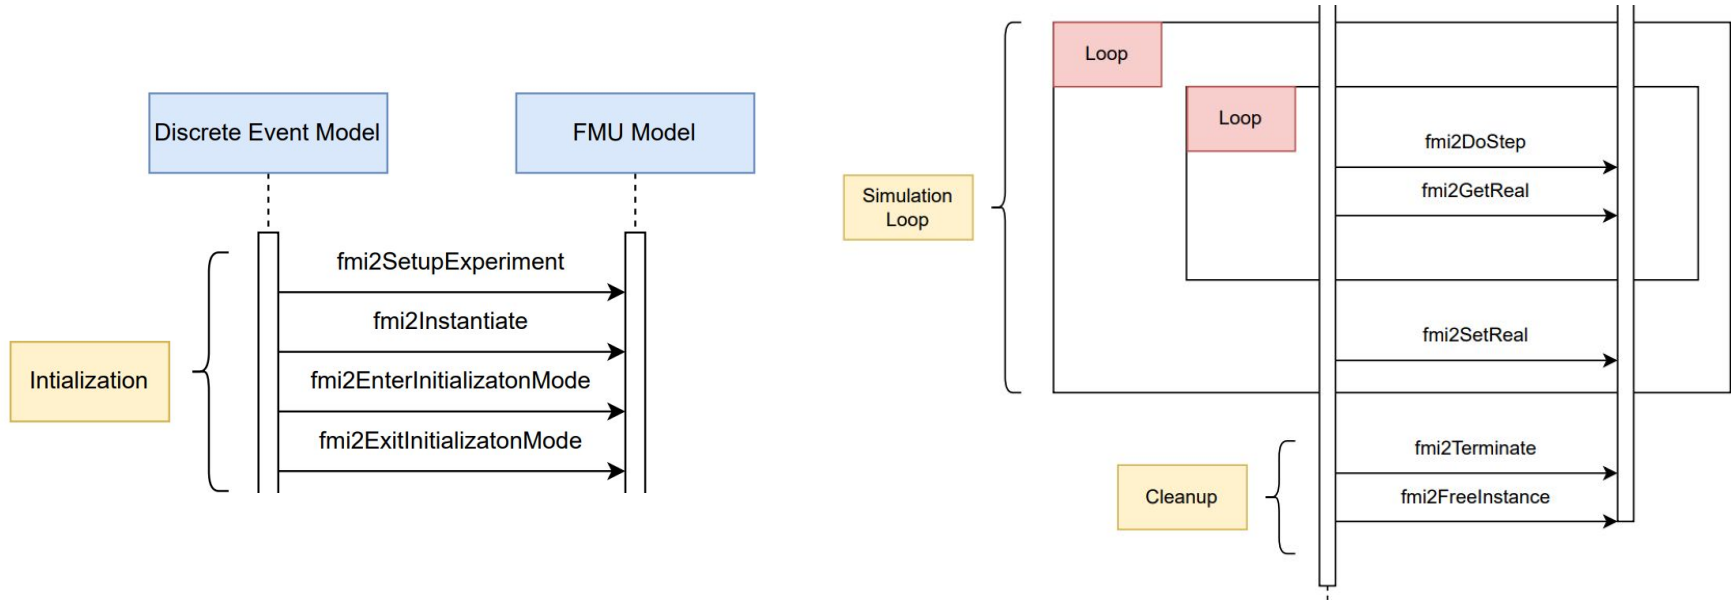 Discrete Event Model
FMU Model
fmi2SetupExperiment
fmi2Instantiate
Intialization
fmi2EnterInitializatonMode
fmi2ExitInitializatonMode
Loop
Loop
fmi2DoStep
fmi2GetReal
Simulation
Loop
fmi2SetReal
fmi2Terminate
Cleanup
fmi2FreeInstance